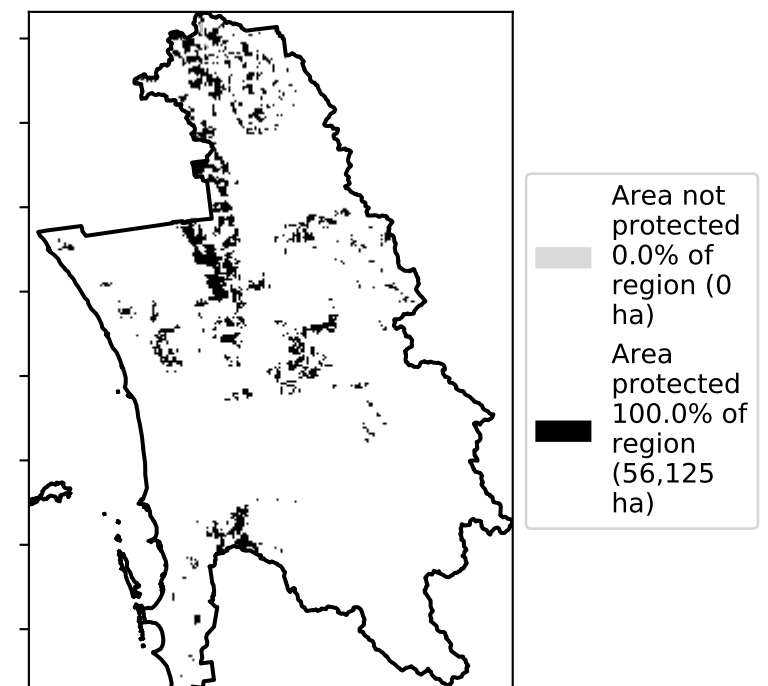 Area not
protected
0.0% of
region (0
ha)
Area
protected
100.0% of
region
(56,125
ha)